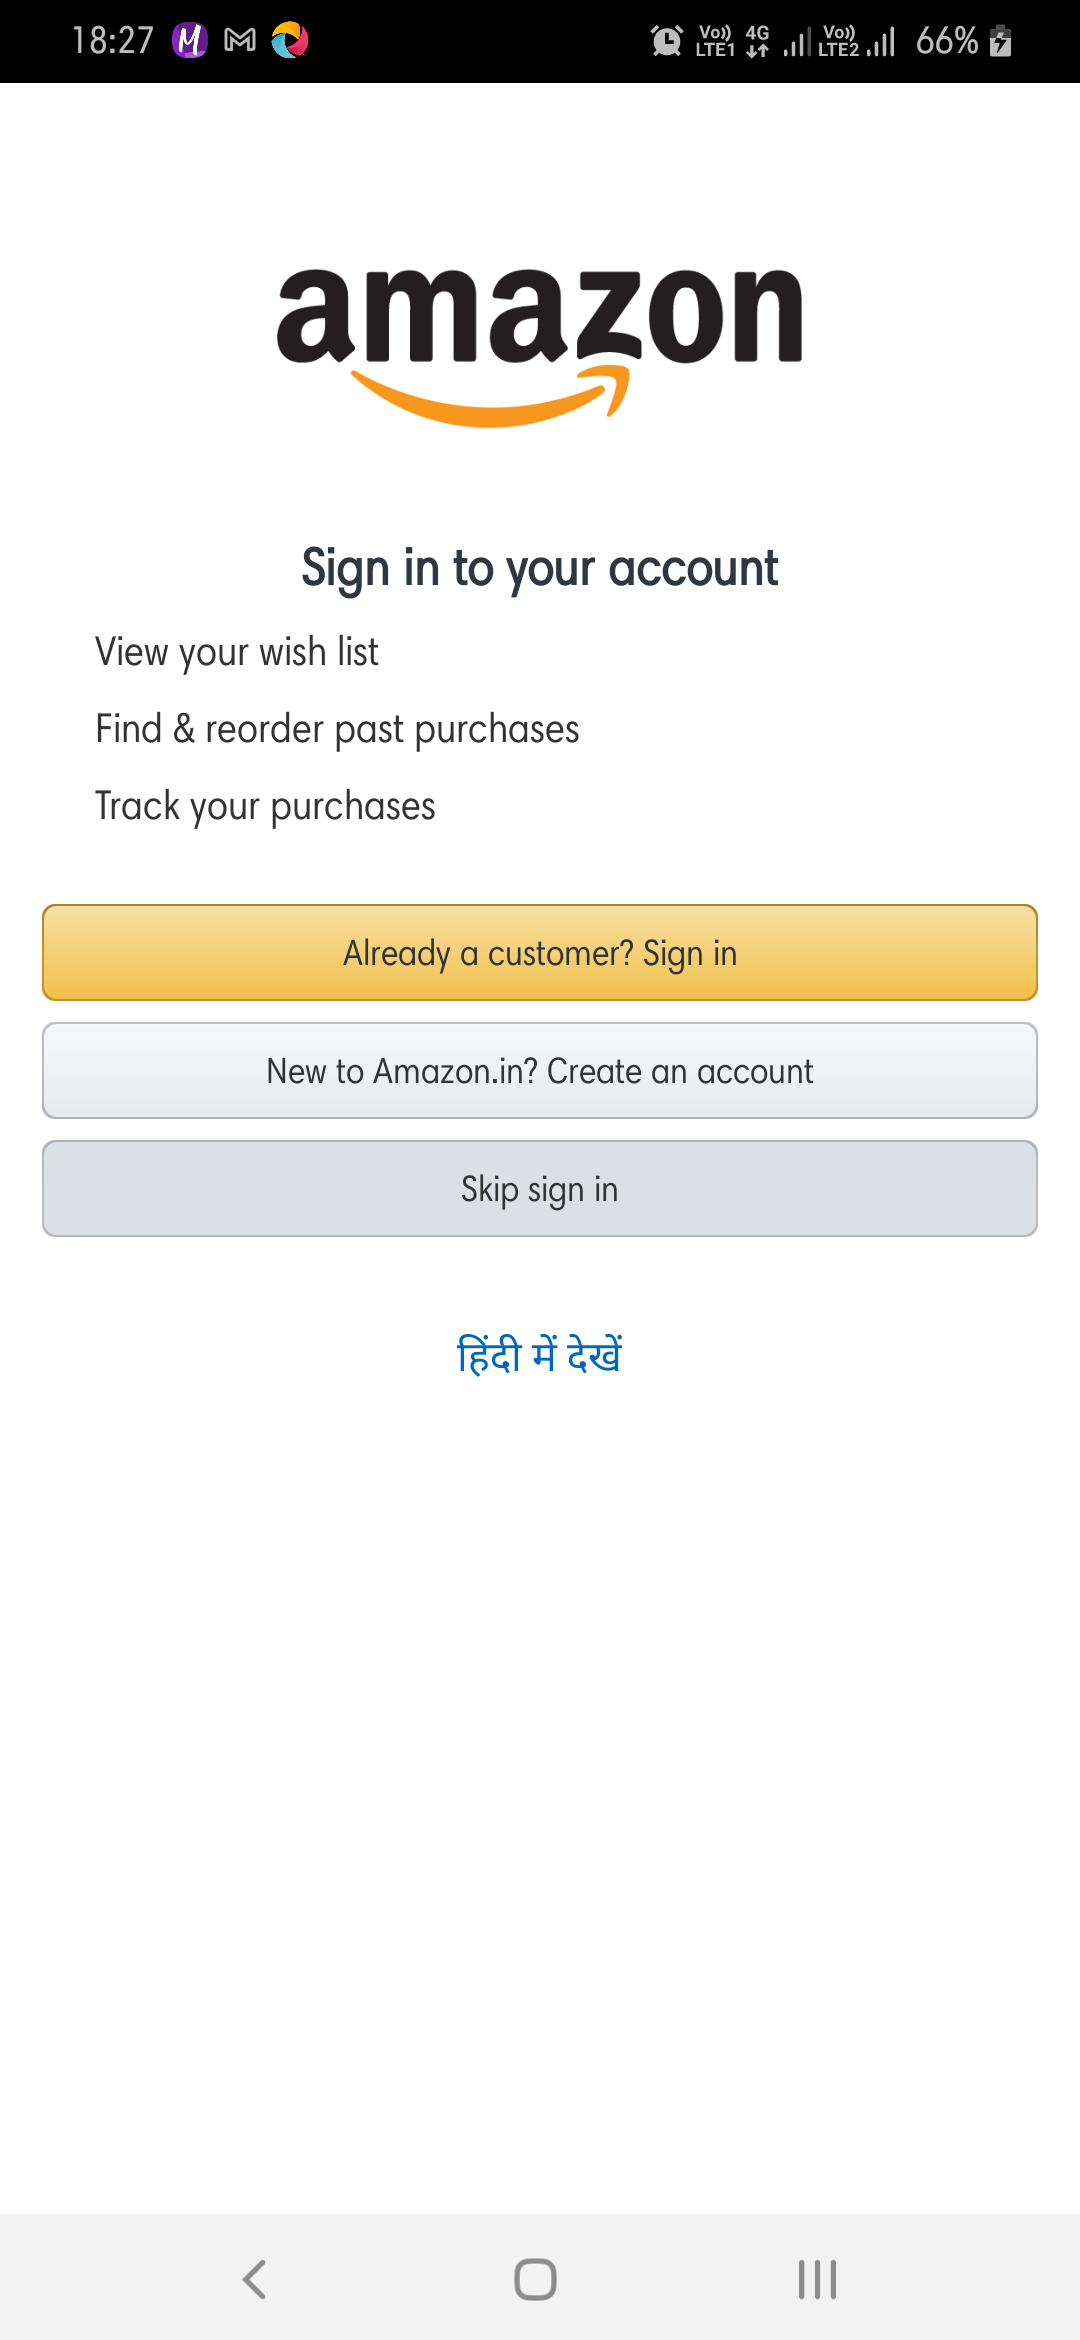 18:27 M M Vo)) LTE1 4G Vo)) LTE2 66%
amazon
Sign in to your account
View your wish list
Find & reorder past purchases
Track your purchases
Already a customer? Sign in
New to Amazon.in? Create an account
Skip sign in
हिंदी में देखें